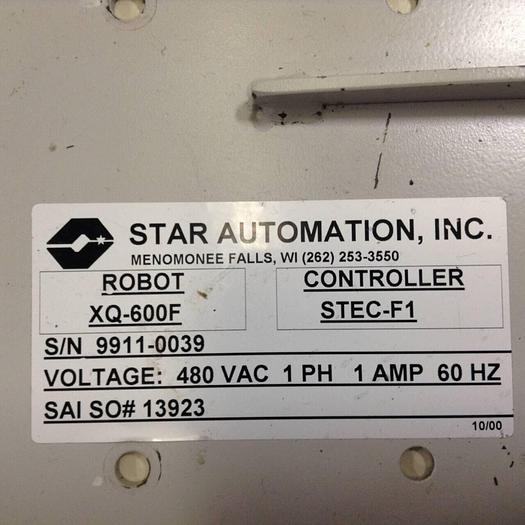 STAR AUTOMATION, INC.
MENOMONEE FALLS, WI (262) 253-3550
ROBOT
XQ-600F
CONTROLLER
STEC-F1
S/N 9911-0039
VOLTAGE: 480 VAC 1 PH 1 AMP 60 HZ
SAI SO# 13923
10/00